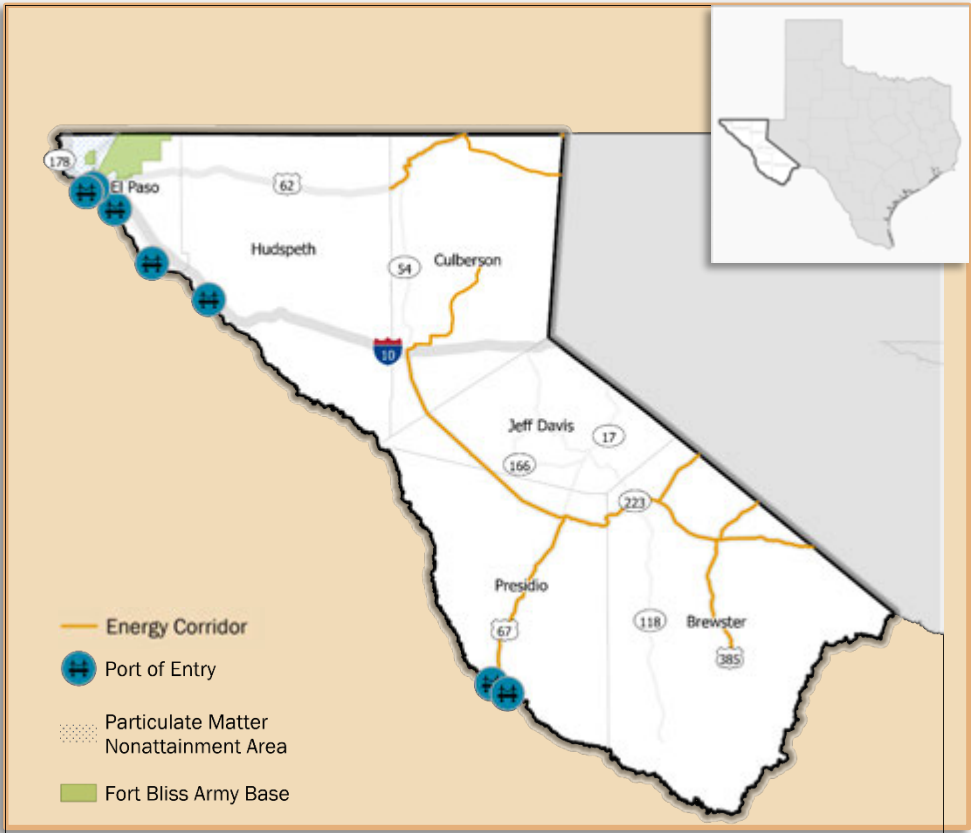 178
El Paso
62
Hudspeth
54
Culberson
10
Jeff Davis
17
166
223
Presidio
67
118
Brewster
385
Energy Corridor
Port of Entry
Particulate Matter
Nonattainment Area
Fort Bliss Army Base